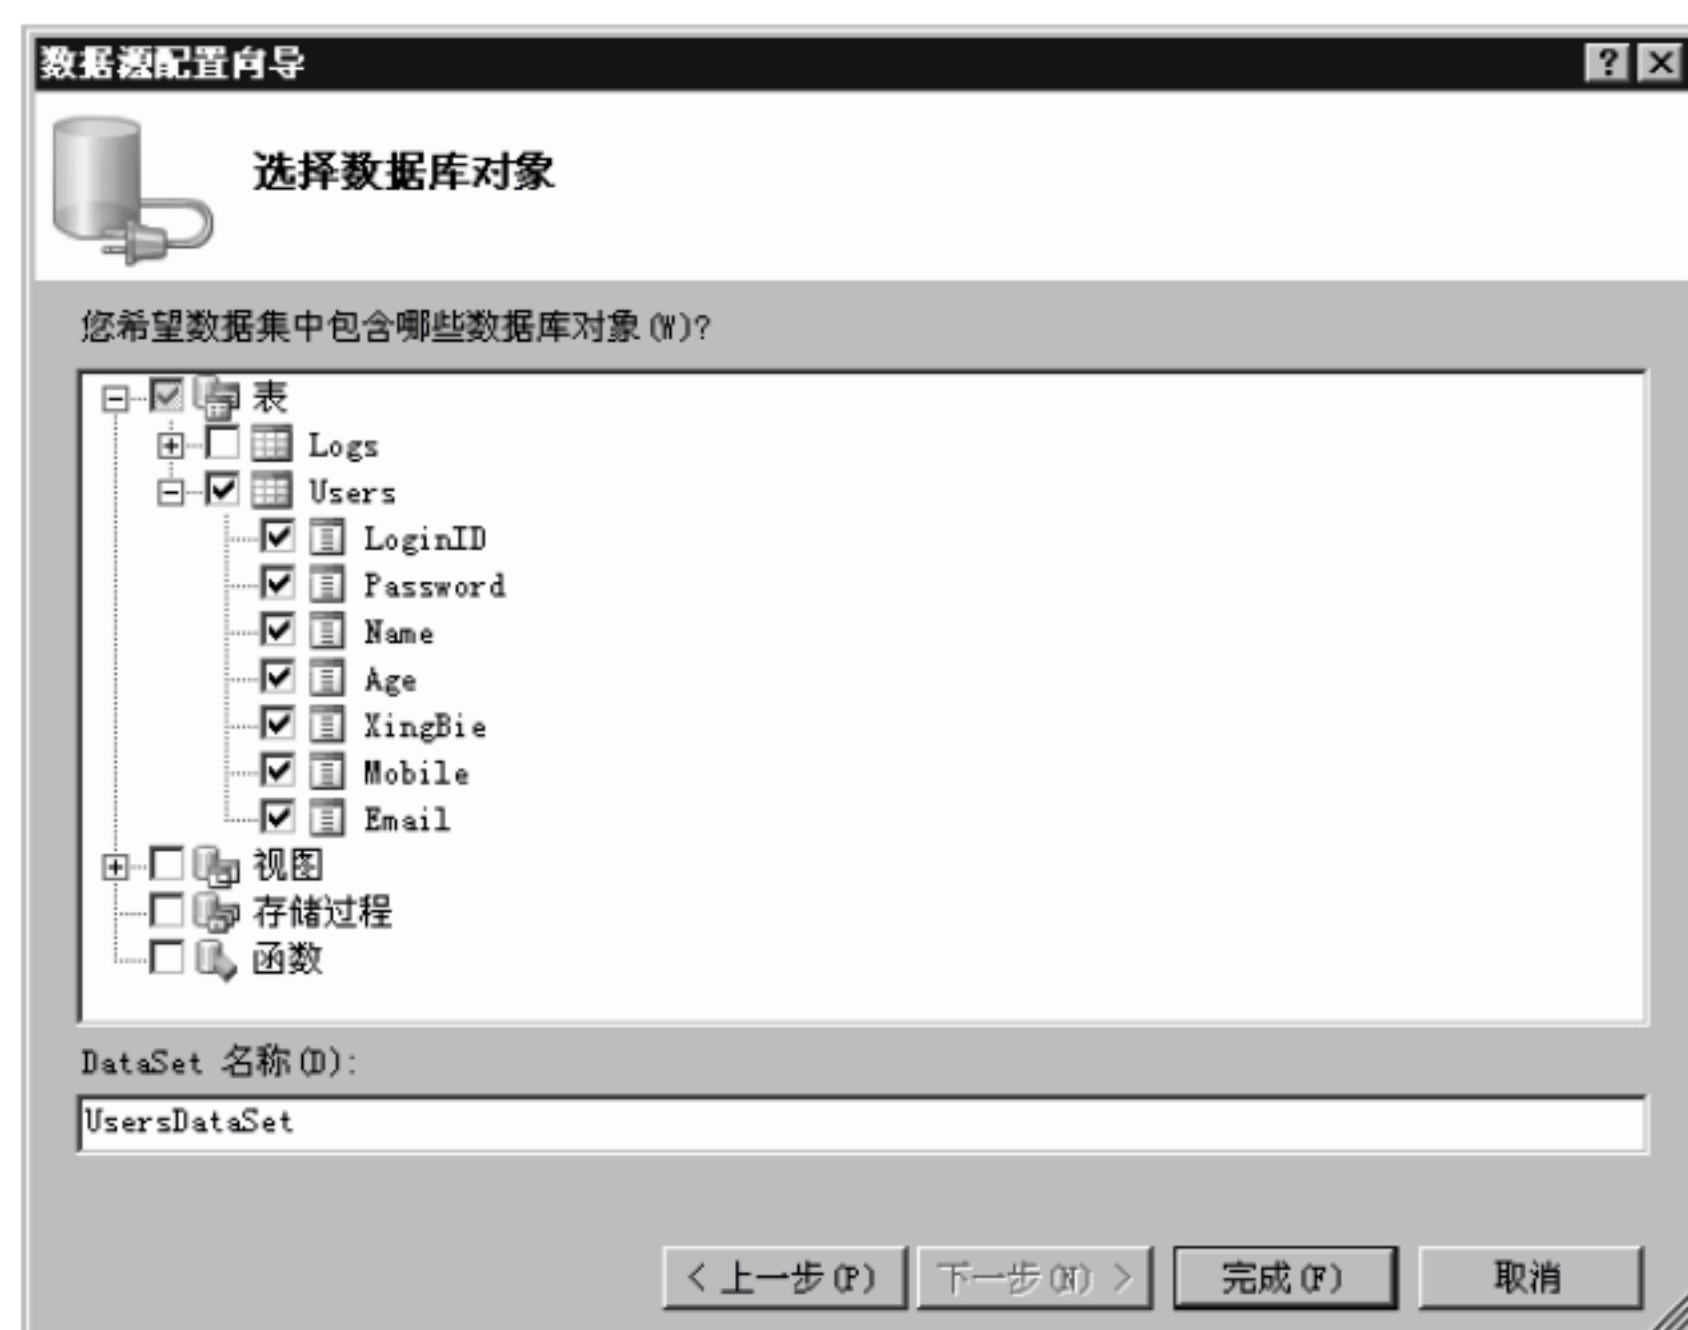 数据源配置向导
选择数据库对象
您希望数据集中包含哪些数据库对象(W)?
表
Logs
Users
LoginID
Password
Name
Age
XingBie
Mobile
Email
视图
存储过程
函数
DataSet 名称(D):
UsersDataSet
< 上一步(P) 下一步(N) > 完成(F) 取消